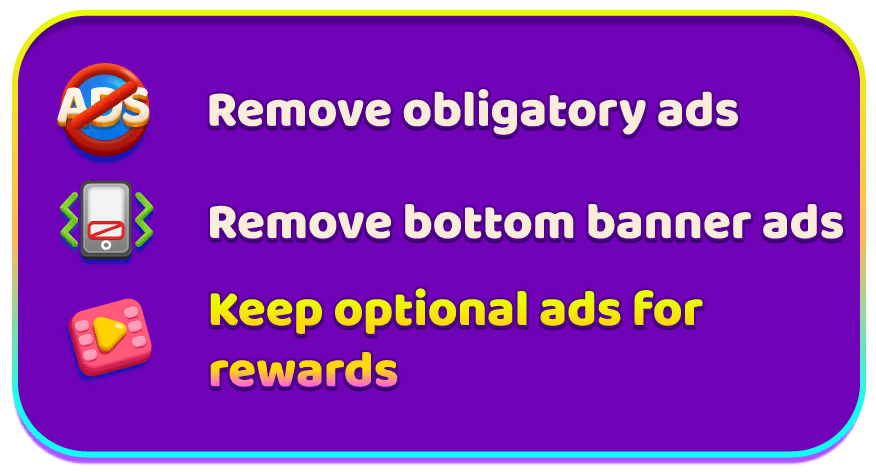 ADS
Remove obligatory ads
Remove bottom banner ads
Keep optional ads for
rewards